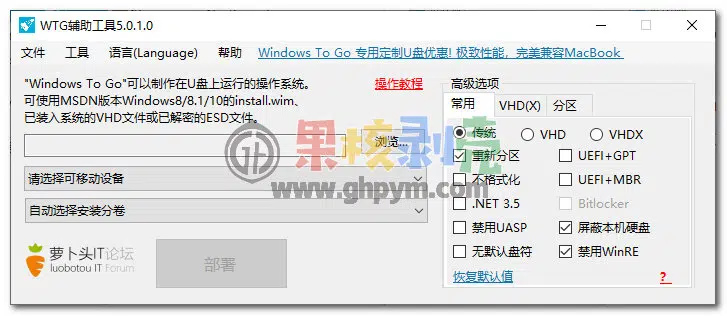 WTG辅助工具5.0.1.0
文件 工具 语言(Language) 帮助 Windows To Go 专用定制U盘优惠! 极致性能，完美兼容MacBook
"Windows To Go"可以制作在U盘上运行的操作系统。 操作教程
可使用MSDN版本Windows8/8.1/10的install.wim、
已装入系统的VHD文件或已解密的ESD文件。
浏览...
请选择可移动设备
自动选择安装分卷
萝卜头IT论坛
luobotou IT Forum
部署
高级选项
常用 VHD(X) 分区
传统 VHD VHDX
重新分区 UEFI+GPT
不格式化 UEFI+MBR
.NET 3.5 Bitlocker
禁用UASP 屏蔽本机硬盘
无默认盘符 禁用WinRE
恢复默认值 ?
果核剥壳
www.ghpym.com